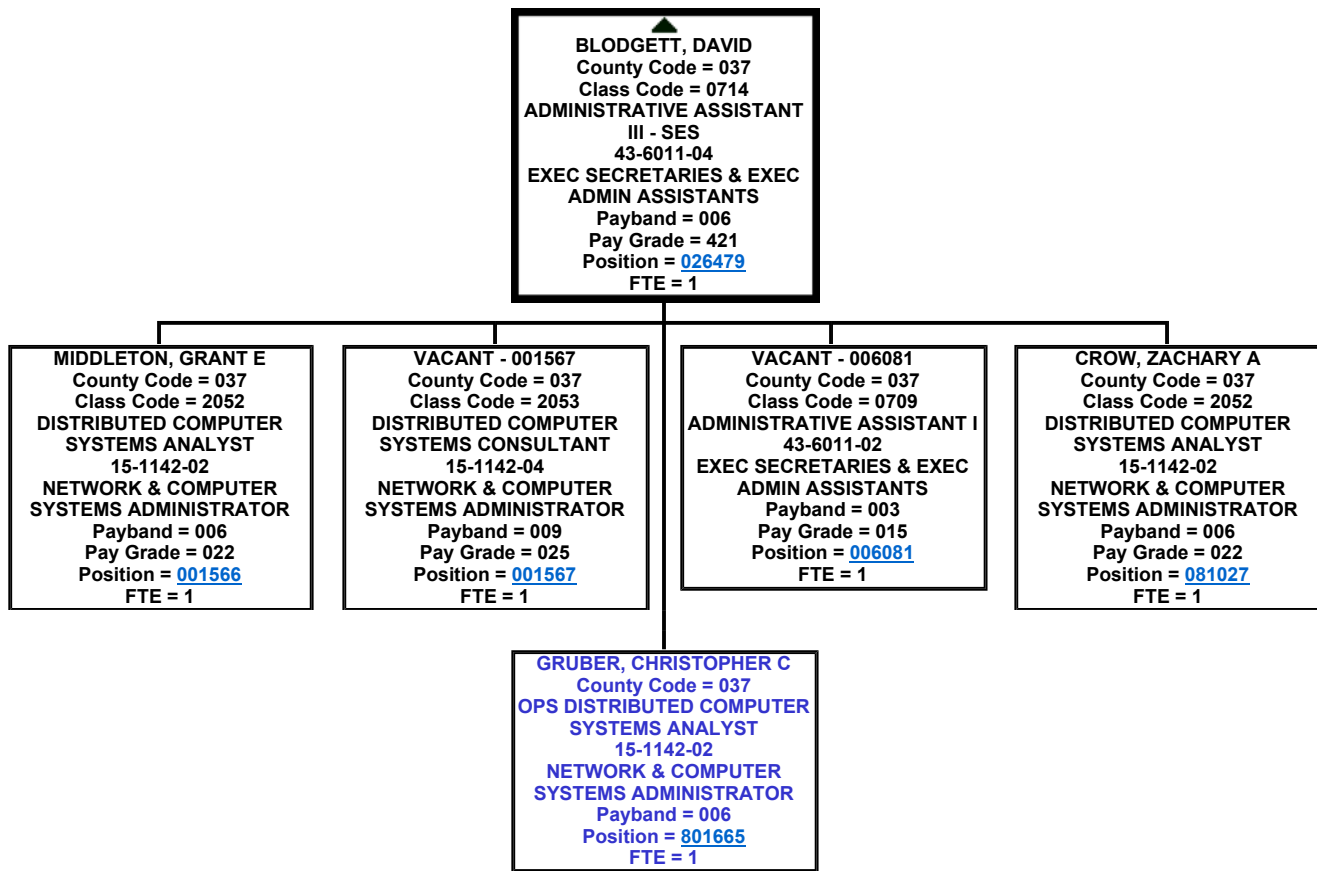 BLODGETT, DAVID
County Code = 037
Class Code = 0714
ADMINISTRATIVE ASSISTANT
III - SES
43-6011-04
EXEC SECRETARIES & EXEC
ADMIN ASSISTANTS
Payband = 006
Pay Grade = 421
Position = 026479
FTE = 1
MIDDLETON, GRANT E
County Code = 037
Class Code = 2052
DISTRIBUTED COMPUTER
SYSTEMS ANALYST
15-1142-02
NETWORK & COMPUTER
SYSTEMS ADMINISTRATOR
Payband = 006
Pay Grade = 022
Position = 001566
FTE = 1
VACANT - 001567
County Code = 037
Class Code = 2053
DISTRIBUTED COMPUTER
SYSTEMS CONSULTANT
15-1142-04
NETWORK & COMPUTER
SYSTEMS ADMINISTRATOR
Payband = 009
Pay Grade = 025
Position = 001567
FTE = 1
VACANT - 006081
County Code = 037
Class Code = 0709
ADMINISTRATIVE ASSISTANT I
43-6011-02
EXEC SECRETARIES & EXEC
ADMIN ASSISTANTS
Payband = 003
Pay Grade = 015
Position = 006081
FTE = 1
CROW, ZACHARY A
County Code = 037
Class Code = 2052
DISTRIBUTED COMPUTER
SYSTEMS ANALYST
15-1142-02
NETWORK & COMPUTER
SYSTEMS ADMINISTRATOR
Payband = 006
Pay Grade = 022
Position = 081027
FTE = 1
GRUBER, CHRISTOPHER C
County Code = 037
OPS DISTRIBUTED COMPUTER
SYSTEMS ANALYST
15-1142-02
NETWORK & COMPUTER
SYSTEMS ADMINISTRATOR
Payband = 006
Position = 801665
FTE = 1